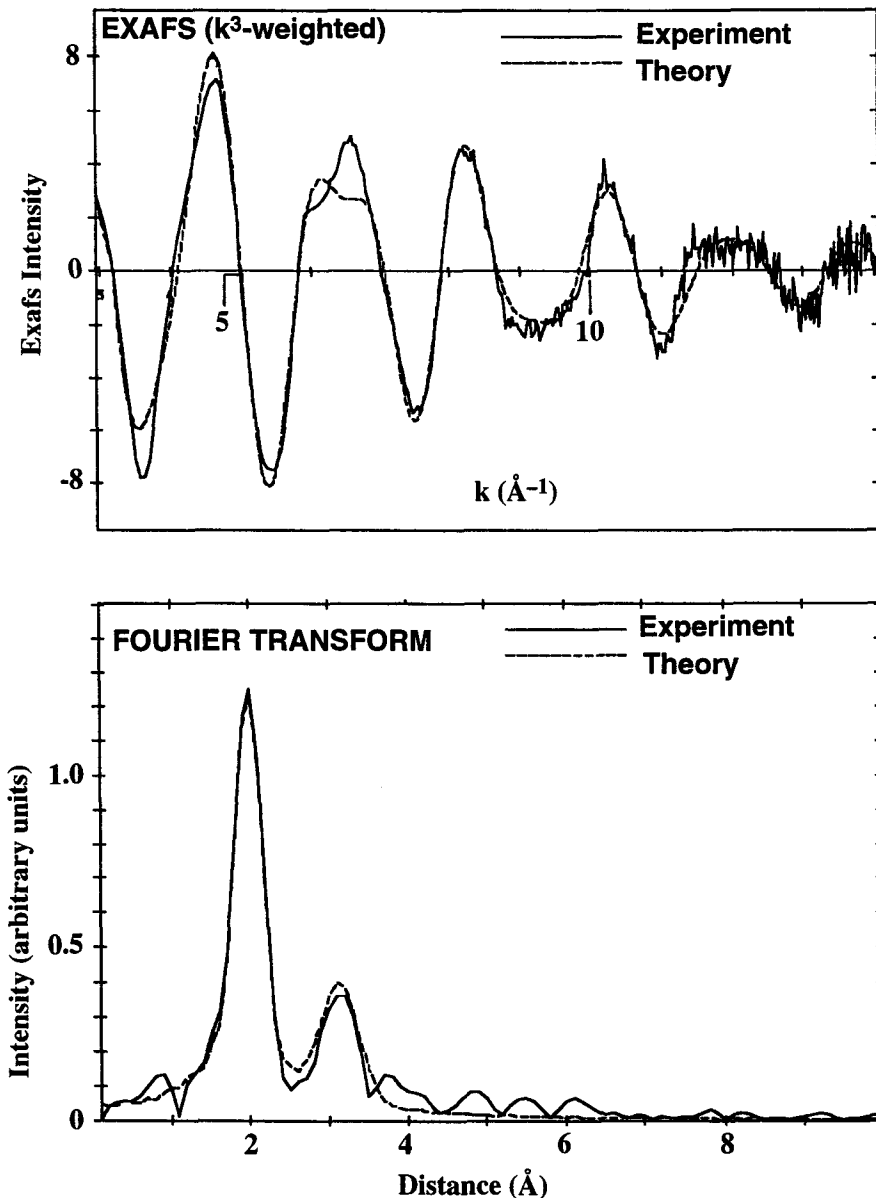 EXAFS (k³-weighted)
Experiment
Theory
8
0
-8
Exafs Intensity
5
10
k (Å⁻¹)
FOURIER TRANSFORM
Experiment
Theory
1.0
0.5
0
Intensity (arbitrary units)
2
4
6
8
Distance (Å)